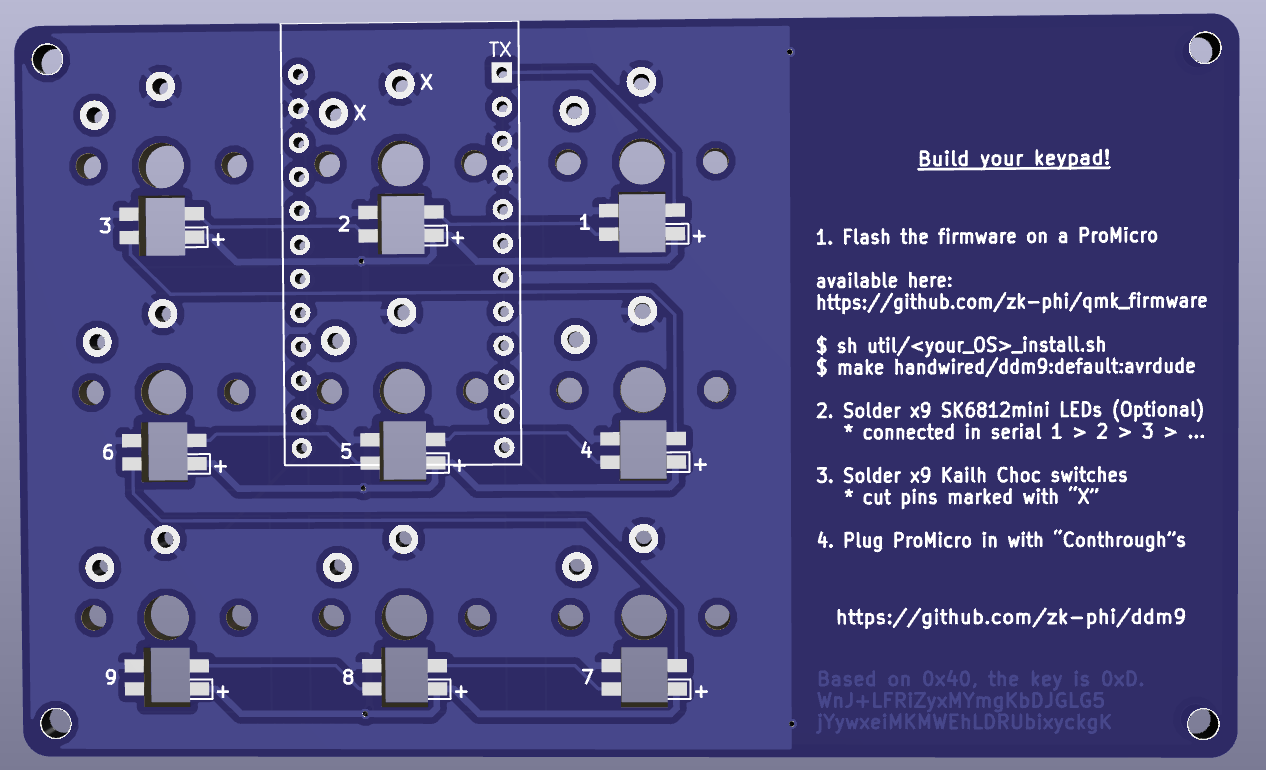 TX
X
X
3
+
2
+
1
+
6
+
5
+
4
+
9
+
8
+
7
+
Build your keypad!
1. Flash the firmware on a ProMicro
available here:
https://github.com/zk-phi/qmk_firmware
$ sh util/<your_OS>_install.sh
$ make handwired/ddm9:default:avrdude
2. Solder x9 SK6812mini LEDs (Optional)
* connected in serial 1 > 2 > 3 > ...
3. Solder x9 Kailh Choc switches
* cut pins marked with "X"
4. Plug ProMicro in with "Conthrough"s
https://github.com/zk-phi/ddm9
Based on 0x40, the key is 0xD.
WnJ+LFRiZyxMYmgKbDJGLG5
jYywxeiMKMWEhLDRUbixyckgK